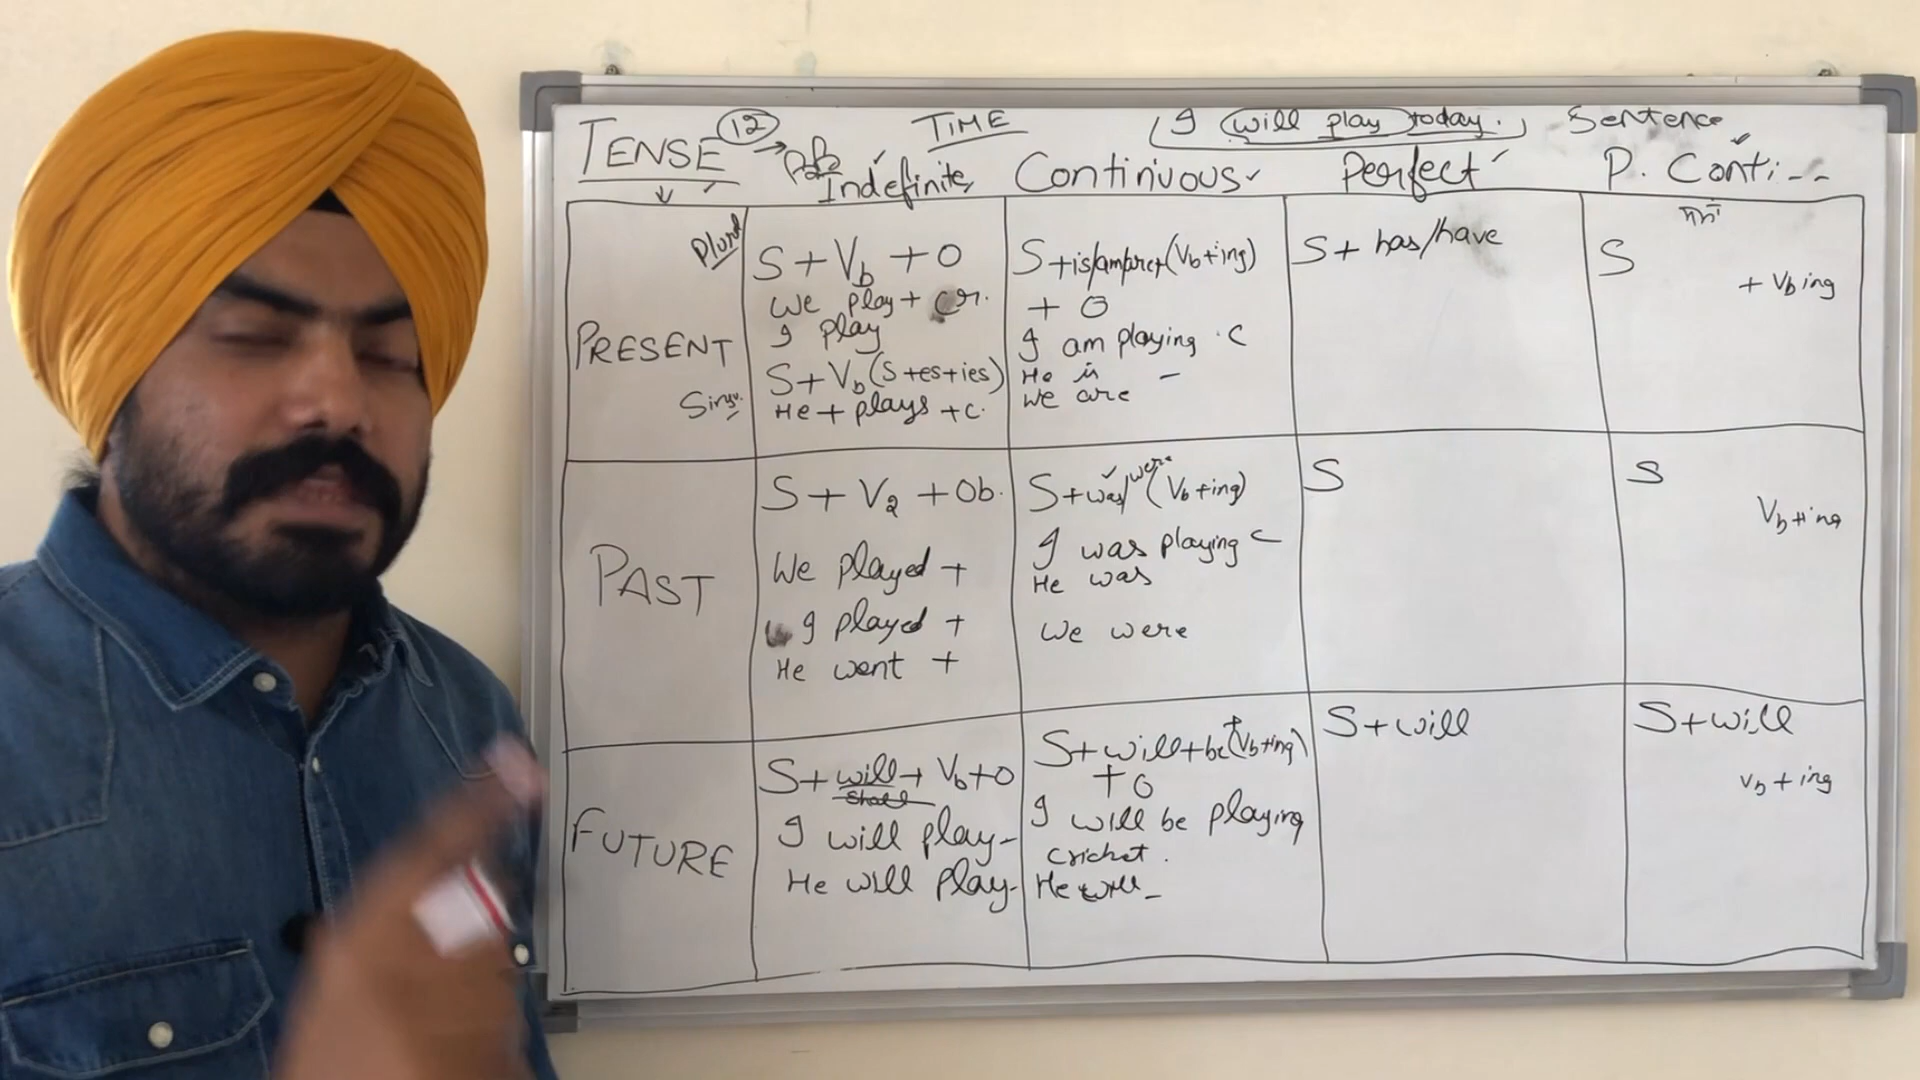 TENSE 12 TIME I will play today. Sentence
Indefinite, Continuous Perfect P. Conti--
PRESENT
Plural
S + Vb + O
We play + cr.
I play
Sing.
S + Vb (S+es+ies)
He + plays + c.
S + is/am/are + (Vb+ing)
+ O
I am playing C
He is -
We are
S + has/have
S
+ Vb ing
PAST
S + V2 + Ob.
We played +
I played +
He went +
S + was/were (Vb+ing)
I was playing C
He was
We were
S
S
Vb+ing
FUTURE
S + will + Vb + O
Shall
I will play-
He will play-
S + will + be + (Vb+ing)
+ O
I will be playing
cricket.
He will -
S + will
S + will
Vb + ing